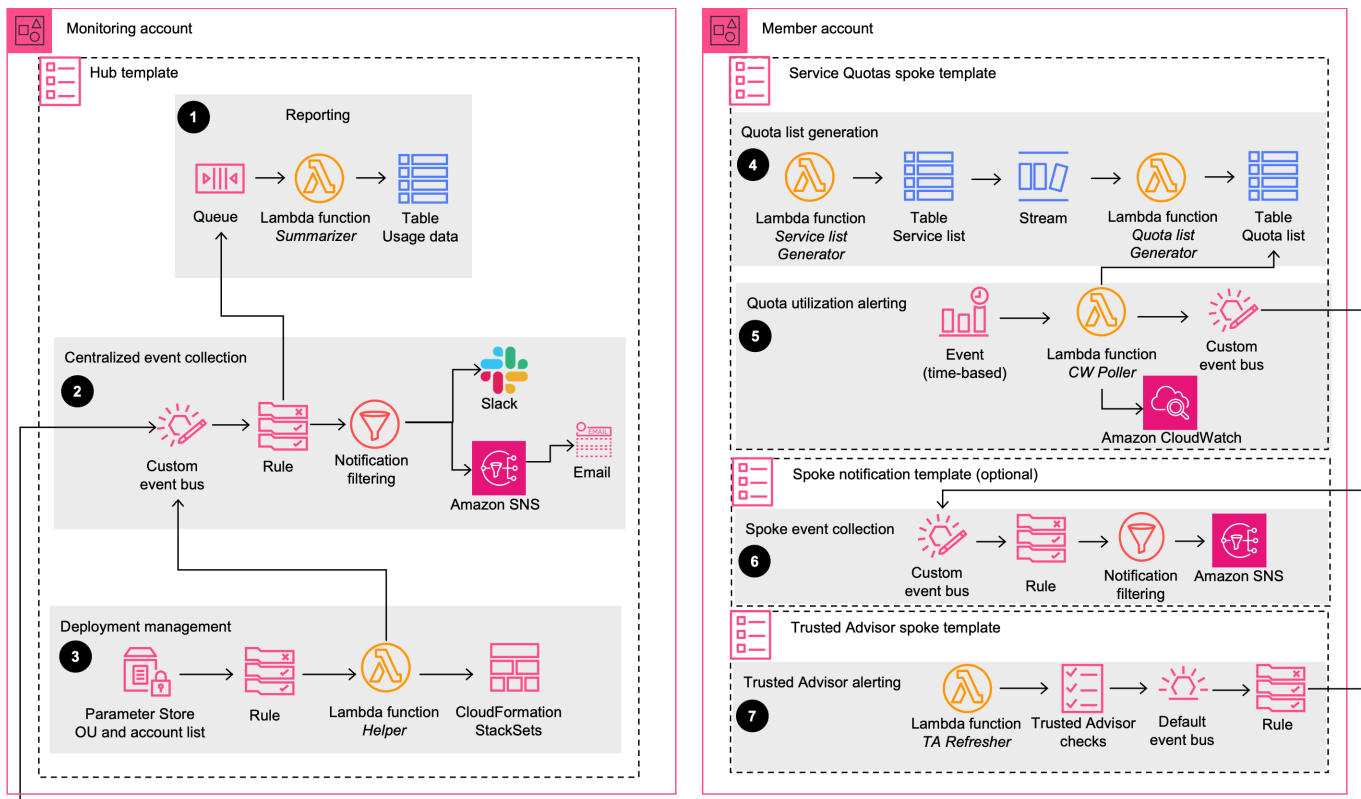 Monitoring account
Hub template
1
Reporting
Queue
Lambda function
Summarizer
Table
Usage data
Centralized event collection
2
Custom
event bus
Rule
Notification
filtering
Slack
Amazon SNS
EMAIL
Email
Deployment management
3
Parameter Store
OU and account list
Rule
Lambda function
Helper
CloudFormation
StackSets
Member account
Service Quotas spoke template
Quota list generation
4
Lambda function
Service list
Generator
Table
Service list
Stream
Lambda function
Quota list
Generator
Table
Quota list
Quota utilization alerting
5
Event
(time-based)
Lambda function
CW Poller
Custom
event bus
Amazon CloudWatch
Spoke notification template (optional)
Spoke event collection
6
Custom
event bus
Rule
Notification
filtering
Amazon SNS
Trusted Advisor spoke template
Trusted Advisor alerting
7
Lambda function
TA Refresher
Trusted Advisor
checks
Default
event bus
Rule